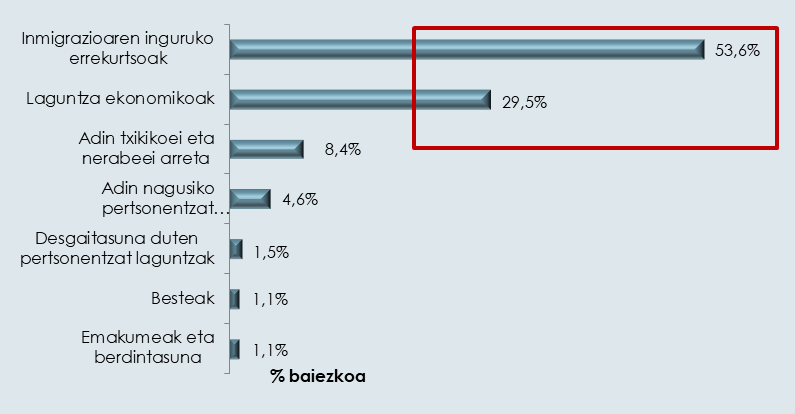 Inmigrazioaren inguruko
errekurtsoak
53,6%
Laguntza ekonomikoak
29,5%
Adin txikikoei eta
nerabeei arreta
8,4%
Adin nagusiko
pertsonentzat…
4,6%
Desgaitasuna duten
pertsonentzat laguntzak
1,5%
Besteak
1,1%
Emakumeak eta
berdintasuna
1,1%
% baiezkoa